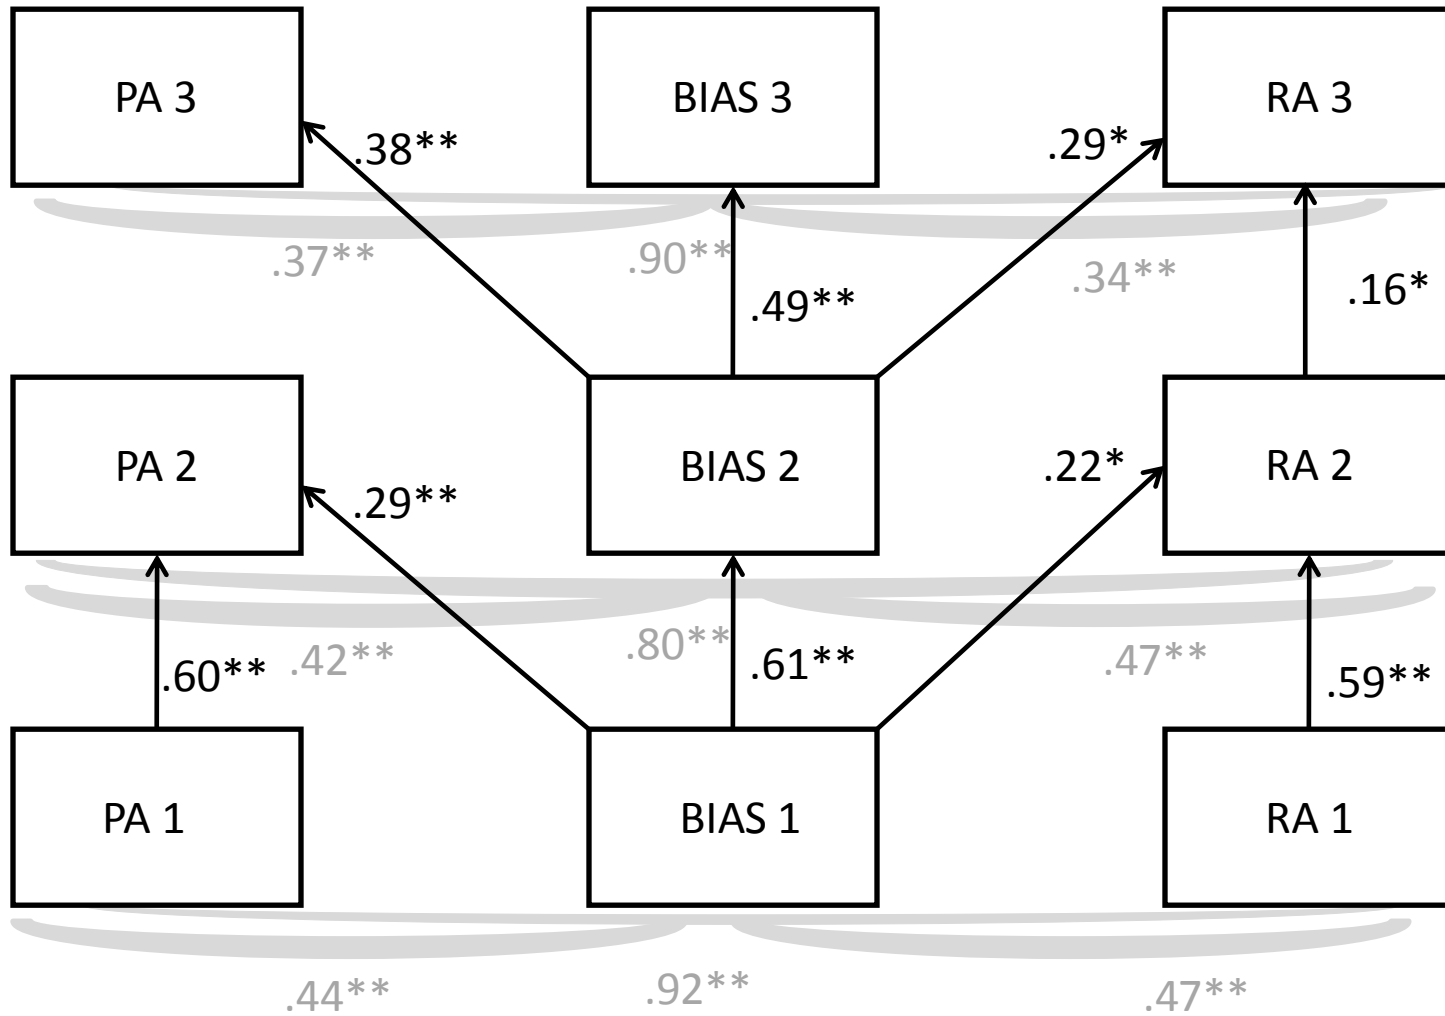 PA 3
BIAS 3
RA 3
.38**
.29*
.37**
.90**
.34**
.49**
.16*
PA 2
BIAS 2
RA 2
.29**
.22*
.42**
.80**
.47**
.60**
.61**
.59**
PA 1
BIAS 1
RA 1
.44**
.92**
.47**